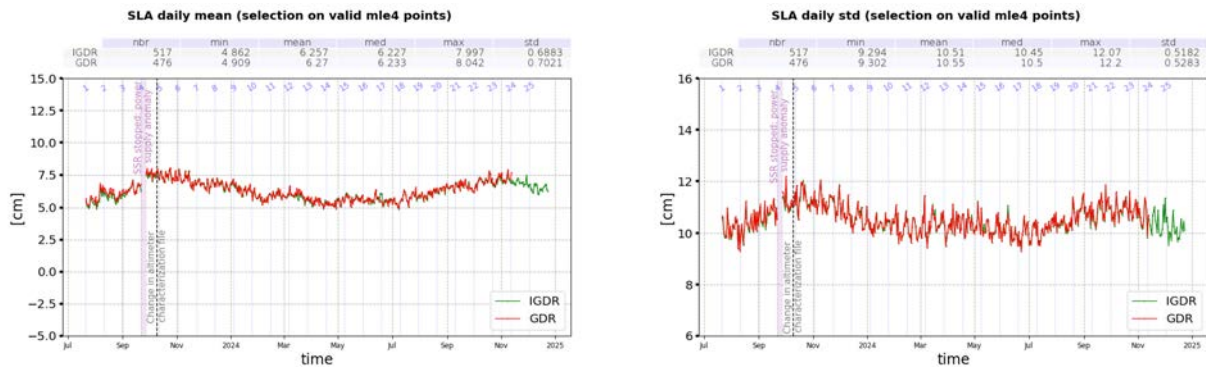 SLA daily mean (selection on valid mle4 points)
nbr min mean med max std
IGDR 517 4.862 6.257 6.227 7.997 0.6883
GDR 476 4.909 6.27 6.233 8.042 0.7021
15.0
12.5
10.0
7.5
5.0
2.5
0.0
−2.5
−5.0
[cm]
1 2 3 4 5 6 7 8 9 10 11 12 13 14 15 16 17 18 19 20 21 22 23 24 25
SSR stopped, power
supply anomaly
Change in altimeter
characterization file
IGDR
GDR
Jul Sep Nov 2024 Mar May Jul Sep Nov 2025
time
SLA daily std (selection on valid mle4 points)
nbr min mean med max std
IGDR 517 9.294 10.51 10.45 12.07 0.5182
GDR 476 9.302 10.55 10.5 12.2 0.5283
16
14
12
10
8
6
[cm]
1 2 3 4 5 6 7 8 9 10 11 12 13 14 15 16 17 18 19 20 21 22 23 24 25
SSR stopped, power
supply anomaly
Change in altimeter
characterization file
IGDR
GDR
Jul Sep Nov 2024 Mar May Jul Sep Nov 2025
time